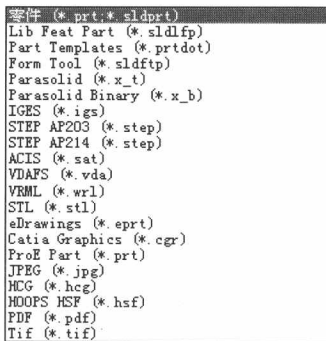 零件 (*.prt;*.sldprt)
Lib Feat Part (*.sldlfp)
Part Templates (*.prtdot)
Form Tool (*.sldftp)
Parasolid (*.x_t)
Parasolid Binary (*.x_b)
IGES (*.igs)
STEP AP203 (*.step)
STEP AP214 (*.step)
ACIS (*.sat)
VDAFS (*.vda)
VRML (*.wrl)
STL (*.stl)
eDrawings (*.eprt)
Catia Graphics (*.cgr)
ProE Part (*.prt)
JPEG (*.jpg)
HCG (*.hcg)
HOOPS HSF (*.hsf)
PDF (*.pdf)
Tif (*.tif)